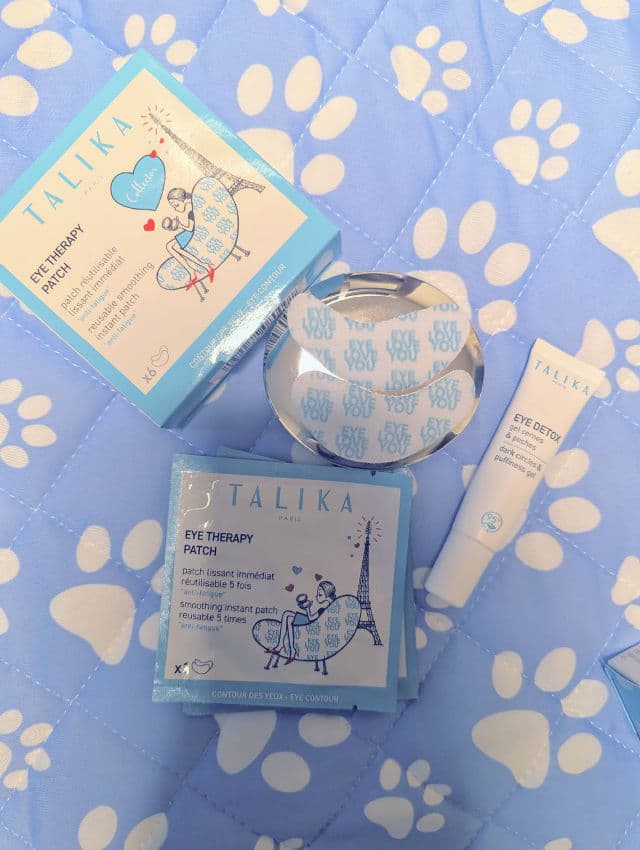 TALIKA
PARIS
Collector
EYE THERAPY
PATCH
patch réutilisable
lissant immédiat
"anti-fatigue"
reusable smoothing
instant patch
"anti-fatigue"
x6
CONTOUR DES YEUX - EYE CONTOUR
EYE
LOVE
YOU
TALIKA
PARIS
EYE DETOX
gel cernes
& poches
dark circles &
puffiness gel
TALIKA
PARIS
EYE THERAPY
PATCH
patch lissant immédiat
réutilisable 5 fois
"anti-fatigue"
smoothing instant patch
reusable 5 times
"anti-fatigue"
CONTOUR DES YEUX - EYE CONTOUR